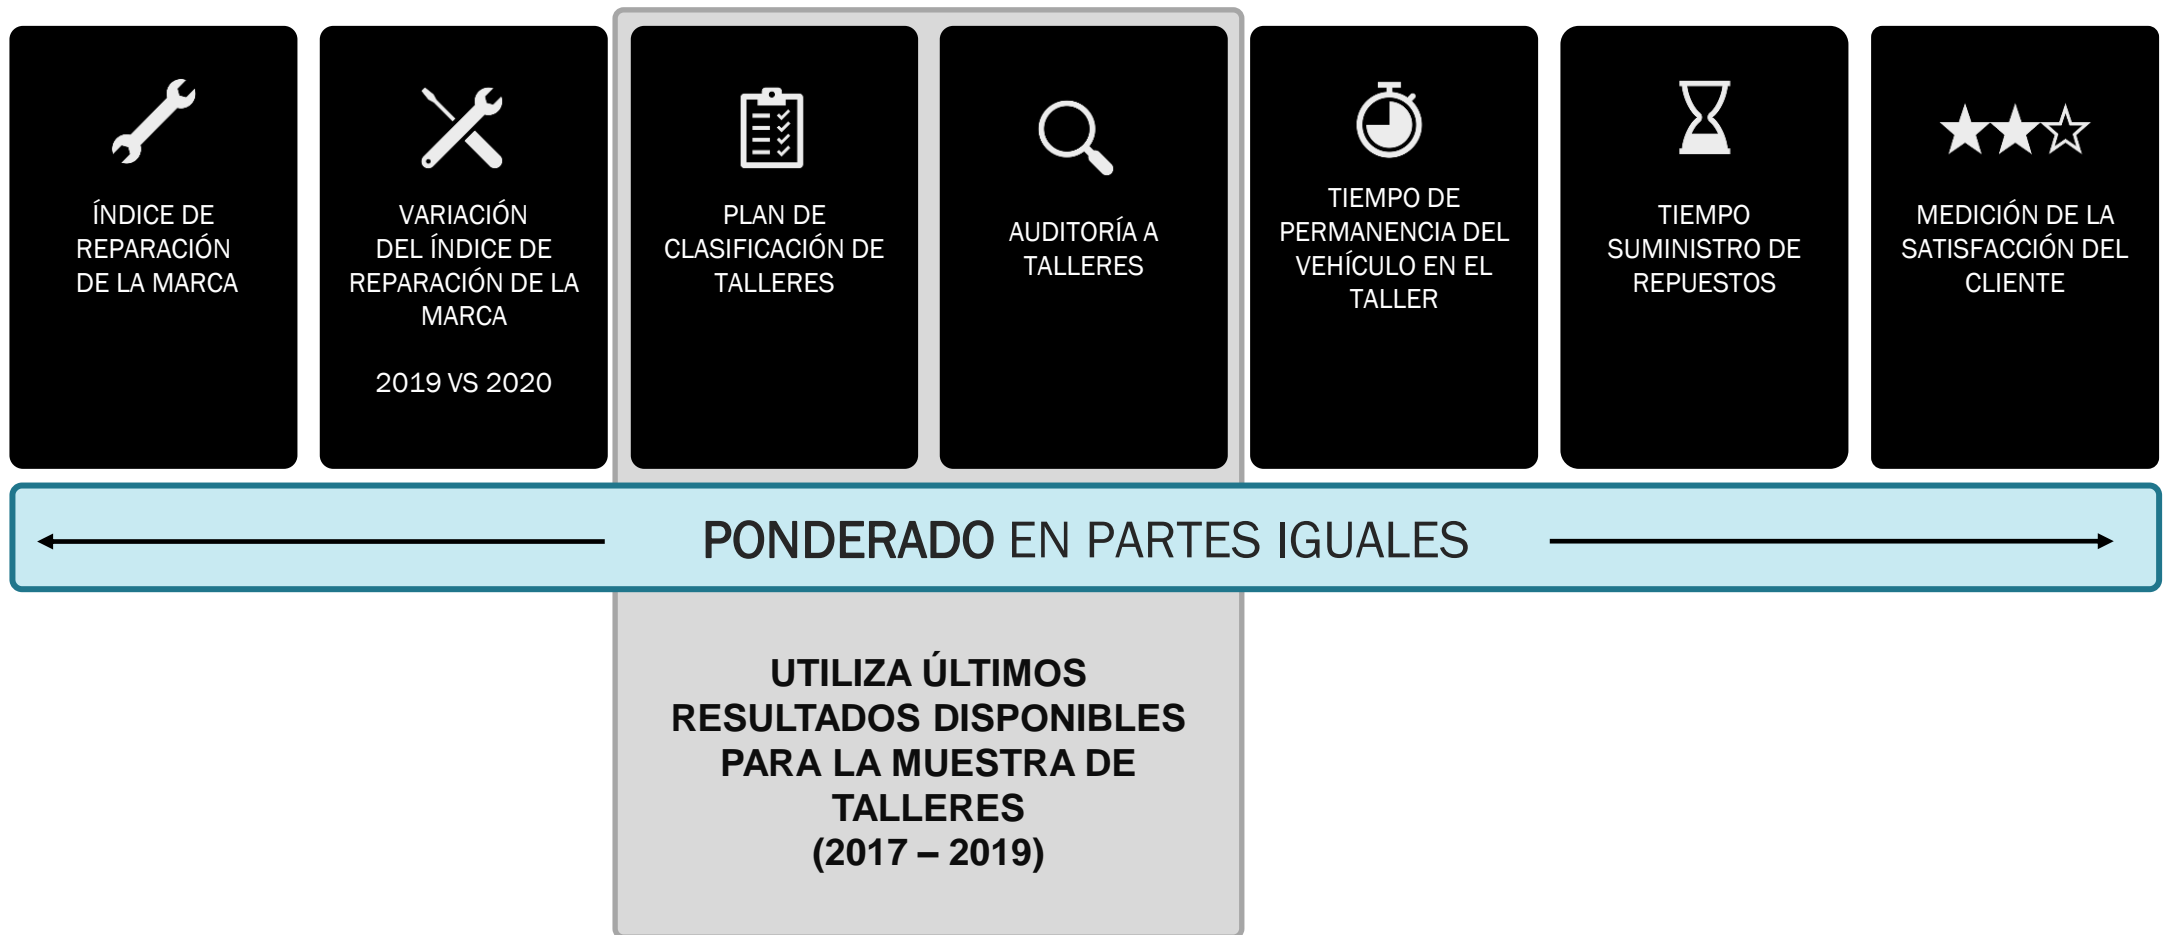 ÍNDICE DE
REPARACIÓN
DE LA MARCA
VARIACIÓN
DEL ÍNDICE DE
REPARACIÓN DE LA
MARCA
2019 VS 2020
PLAN DE
CLASIFICACIÓN DE
TALLERES
AUDITORÍA A
TALLERES
TIEMPO DE
PERMANENCIA DEL
VEHÍCULO EN EL
TALLER
TIEMPO
SUMINISTRO DE
REPUESTOS
MEDICIÓN DE LA
SATISFACCIÓN DEL
CLIENTE
PONDERADO EN PARTES IGUALES
UTILIZA ÚLTIMOS
RESULTADOS DISPONIBLES
PARA LA MUESTRA DE
TALLERES
(2017 – 2019)